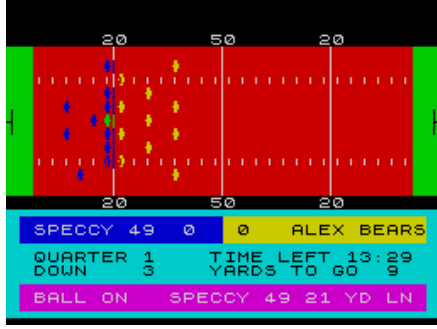 20 50 20
20 50 20
SPECCY 49 0 0 ALEX BEARS
QUARTER 1 TIME LEFT 13:29
DOWN 3 YARDS TO GO 9
BALL ON SPECCY 49 21 YD LN